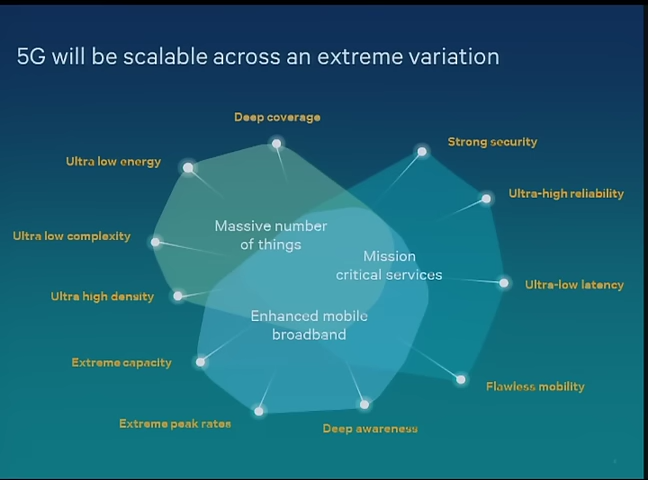 5G will be scalable across an extreme variation
Deep coverage
Strong security
Ultra low energy
Ultra-high reliability
Ultra low complexity
Massive number
of things
Mission
critical services
Ultra-low latency
Ultra high density
Enhanced mobile
broadband
Extreme capacity
Flawless mobility
Extreme peak rates
Deep awareness